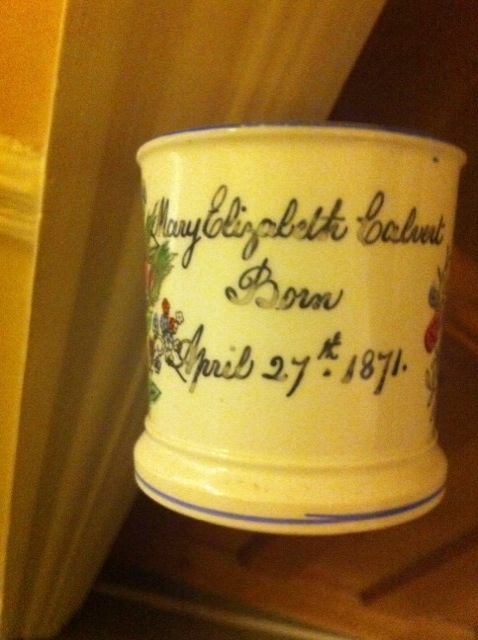 Mary Elizabeth Calvert
Born
April 27th. 1871.